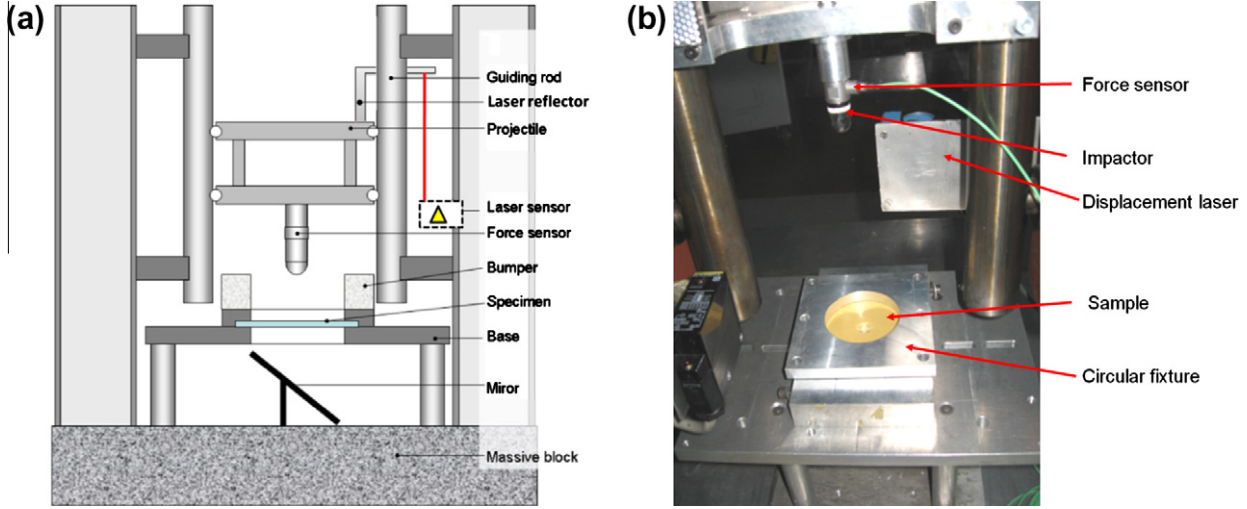 (a)
Guiding rod
Laser reflector
Projectile
Laser sensor
Force sensor
Bumper
Specimen
Base
Miror
Massive block
(b)
Force sensor
Impactor
Displacement laser
Sample
Circular fixture